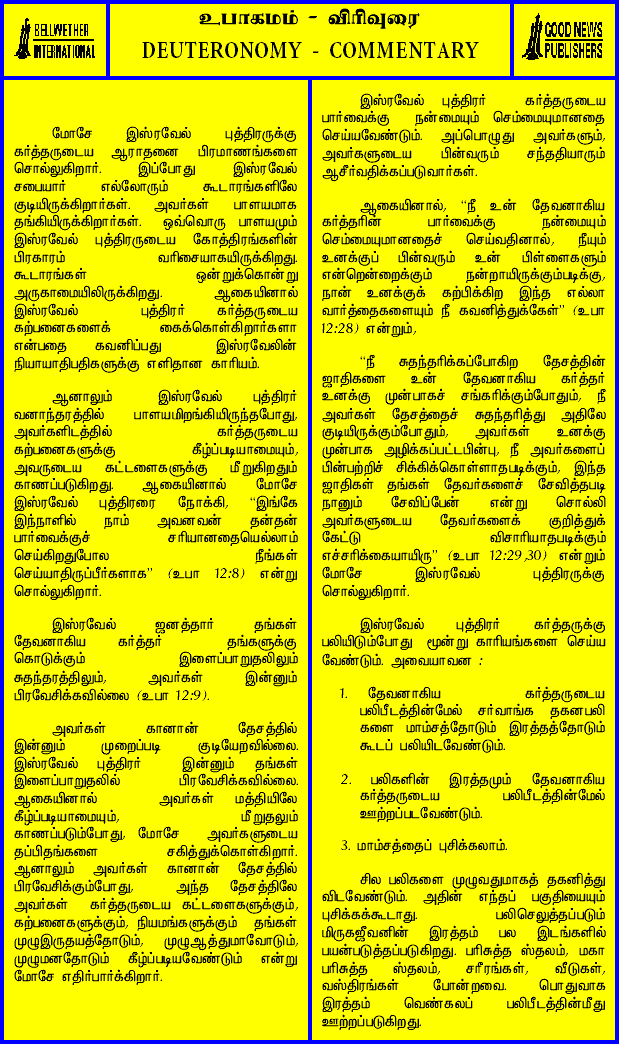 BELLWETHER
INTERNATIONAL
உபாகமம் - விரிவுரை
DEUTERONOMY - COMMENTARY
GOOD NEWS
PUBLISHERS
மோசே இஸ்ரவேல் புத்திரருக்கு
கர்த்தருடைய ஆராதனை பிரமாணங்களை
சொல்லுகிறார். இப்போது இஸ்ரவேல்
சபையார் எல்லோரும் கூடாரங்களிலே
குடியிருக்கிறார்கள். அவர்கள் பாளயமாக
தங்கியிருக்கிறார்கள். ஒவ்வொரு பாளயமும்
இஸ்ரவேல் புத்திரருடைய கோத்திரங்களின்
பிரகாரம் வரிசையாகயிருக்கிறது.
கூடாரங்கள் ஒன்றுக்கொன்று
அருகாமையிலிருக்கிறது. ஆகையினால்
இஸ்ரவேல் புத்திரர் கர்த்தருடைய
கற்பனைகளைக் கைக்கொள்கிறார்களா
என்பதை கவனிப்பது இஸ்ரவேலின்
நியாயாதிபதிகளுக்கு எளிதான காரியம்.
ஆனாலும் இஸ்ரவேல் புத்திரர்
வனாந்தரத்தில் பாளயமிறங்கியிருந்தபோது,
அவர்களிடத்தில் கர்த்தருடைய
கற்பனைகளுக்கு கீழ்ப்படியாமையும்,
அவருடைய கட்டளைகளுக்கு மீறுகிறதும்
காணப்படுகிறது. ஆகையினால் மோசே
இஸ்ரவேல் புத்திரரை நோக்கி, “இங்கே
இந்நாளில் நாம் அவனவன் தன்தன்
பார்வைக்குச் சரியானதையெல்லாம்
செய்கிறதுபோல நீங்கள்
செய்யாதிருப்பீர்களாக” (உபா 12:8) என்று
சொல்லுகிறார்.
இஸ்ரவேல் ஜனத்தார் தங்கள்
தேவனாகிய கர்த்தர் தங்களுக்கு
கொடுக்கும் இளைப்பாறுதலிலும்
சுதந்தரத்திலும், அவர்கள் இன்னும்
பிரவேசிக்கவில்லை (உபா 12:9).
அவர்கள் கானான் தேசத்தில்
இன்னும் முறைப்படி குடியேறவில்லை.
இஸ்ரவேல் புத்திரர் இன்னும் தங்கள்
இளைப்பாறுதலில் பிரவேசிக்கவில்லை.
ஆகையினால் அவர்கள் மத்தியிலே
கீழ்ப்படியாமையும், மீறுதலும்
காணப்படும்போது, மோசே அவர்களுடைய
தப்பிதங்களை சகித்துக்கொள்கிறார்.
ஆனாலும் அவர்கள் கானான் தேசத்தில்
பிரவேசிக்கும்போது, அந்த தேசத்திலே
அவர்கள் கர்த்தருடைய கட்டளைகளுக்கும்,
கற்பனைகளுக்கும், நியமங்களுக்கும் தங்கள்
முழுஇருதயத்தோடும், முழுஆத்துமாவோடும்,
முழுமனதோடும் கீழ்ப்படியவேண்டும் என்று
மோசே எதிர்பார்க்கிறார்.
இஸ்ரவேல் புத்திரர் கர்த்தருடைய
பார்வைக்கு நன்மையும் செம்மையுமானதை
செய்யவேண்டும். அப்பொழுது அவர்களும்,
அவர்களுடைய பின்வரும் சந்ததியாரும்
ஆசீர்வதிக்கப்படுவார்கள்.
ஆகையினால், “நீ உன் தேவனாகிய
கர்த்தரின் பார்வைக்கு நன்மையும்
செம்மையுமானதைச் செய்வதினால், நீயும்
உனக்குப் பின்வரும் உன் பிள்ளைகளும்
என்றென்றைக்கும் நன்றாயிருக்கும்படிக்கு,
நான் உனக்குக் கற்பிக்கிற இந்த எல்லா
வார்த்தைகளையும் நீ கவனித்துக்கேள்” (உபா
12:28) என்றும்,
“நீ சுதந்தரிக்கப்போகிற தேசத்தின்
ஜாதிகளை உன் தேவனாகிய கர்த்தர்
உனக்கு முன்பாகச் சங்கரிக்கும்போதும், நீ
அவர்கள் தேசத்தைச் சுதந்தரித்து அதிலே
குடியிருக்கும்போதும், அவர்கள் உனக்கு
முன்பாக அழிக்கப்பட்டபின்பு, நீ அவர்களைப்
பின்பற்றிச் சிக்கிக்கொள்ளாதபடிக்கும், இந்த
ஜாதிகள் தங்கள் தேவர்களைச் சேவித்தபடி
நானும் சேவிப்பேன் என்று சொல்லி
அவர்களுடைய தேவர்களைக் குறித்துக்
கேட்டு விசாரியாதபடிக்கும்
எச்சரிக்கையாயிரு” (உபா 12:29,30) என்றும்
மோசே இஸ்ரவேல் புத்திரருக்கு
சொல்லுகிறார்.
இஸ்ரவேல் புத்திரர் கர்த்தருக்கு
பலியிடும்போது மூன்று காரியங்களை செய்ய
வேண்டும். அவையாவன :
1. தேவனாகிய கர்த்தருடைய
பலிபீடத்தின்மேல் சர்வாங்க தகனபலி
களை மாம்சத்தோடும் இரத்தத்தோடும்
கூடப் பலியிடவேண்டும்.
2. பலிகளின் இரத்தமும் தேவனாகிய
கர்த்தருடைய பலிபீடத்தின்மேல்
ஊற்றப்படவேண்டும்.
3. மாம்சத்தைப் புசிக்கலாம்.
சில பலிகளை முழுவதுமாகத் தகனித்து
விடவேண்டும். அதின் எந்தப் பகுதியையும்
புசிக்கக்கூடாது. பலிசெலுத்தப்படும்
மிருகஜீவனின் இரத்தம் பல இடங்களில்
பயன்படுத்தப்படுகிறது. பரிசுத்த ஸ்தலம், மகா
பரிசுத்த ஸ்தலம், சரீரங்கள், வீடுகள்,
வஸ்திரங்கள் போன்றவை. பொதுவாக
இரத்தம் வெண்கலப் பலிபீடத்தின்மீது
ஊற்றப்படுகிறது.